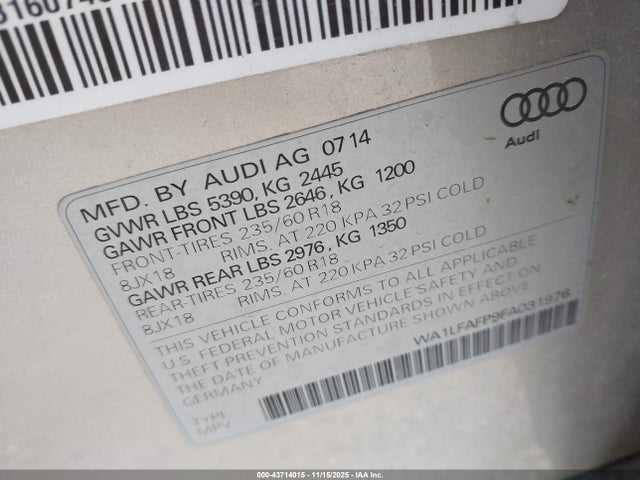 Audi
MFD. BY AUDI AG 0714
GVWR LBS 5390, KG 2445
GAWR FRONT LBS 2646, KG 1200
FRONT-TIRES 235/60 R18
8JX18 RIMS. AT 220 KPA 32 PSI COLD
GAWR REAR LBS 2976, KG 1350
REAR-TIRES 235/60 R18
8JX18 RIMS. AT 220 KPA 32 PSI COLD
THIS VEHICLE CONFORMS TO ALL APPLICABLE
U.S. FEDERAL MOTOR VEHICLE SAFETY AND
THEFT PREVENTION STANDARDS IN EFFECT ON
THE DATE OF MANUFACTURE SHOWN ABOVE
GERMANY
WA1LFAFP9FA031976
TYPE
MPV
000-43714015 - 11/15/2025 - IAA Inc.